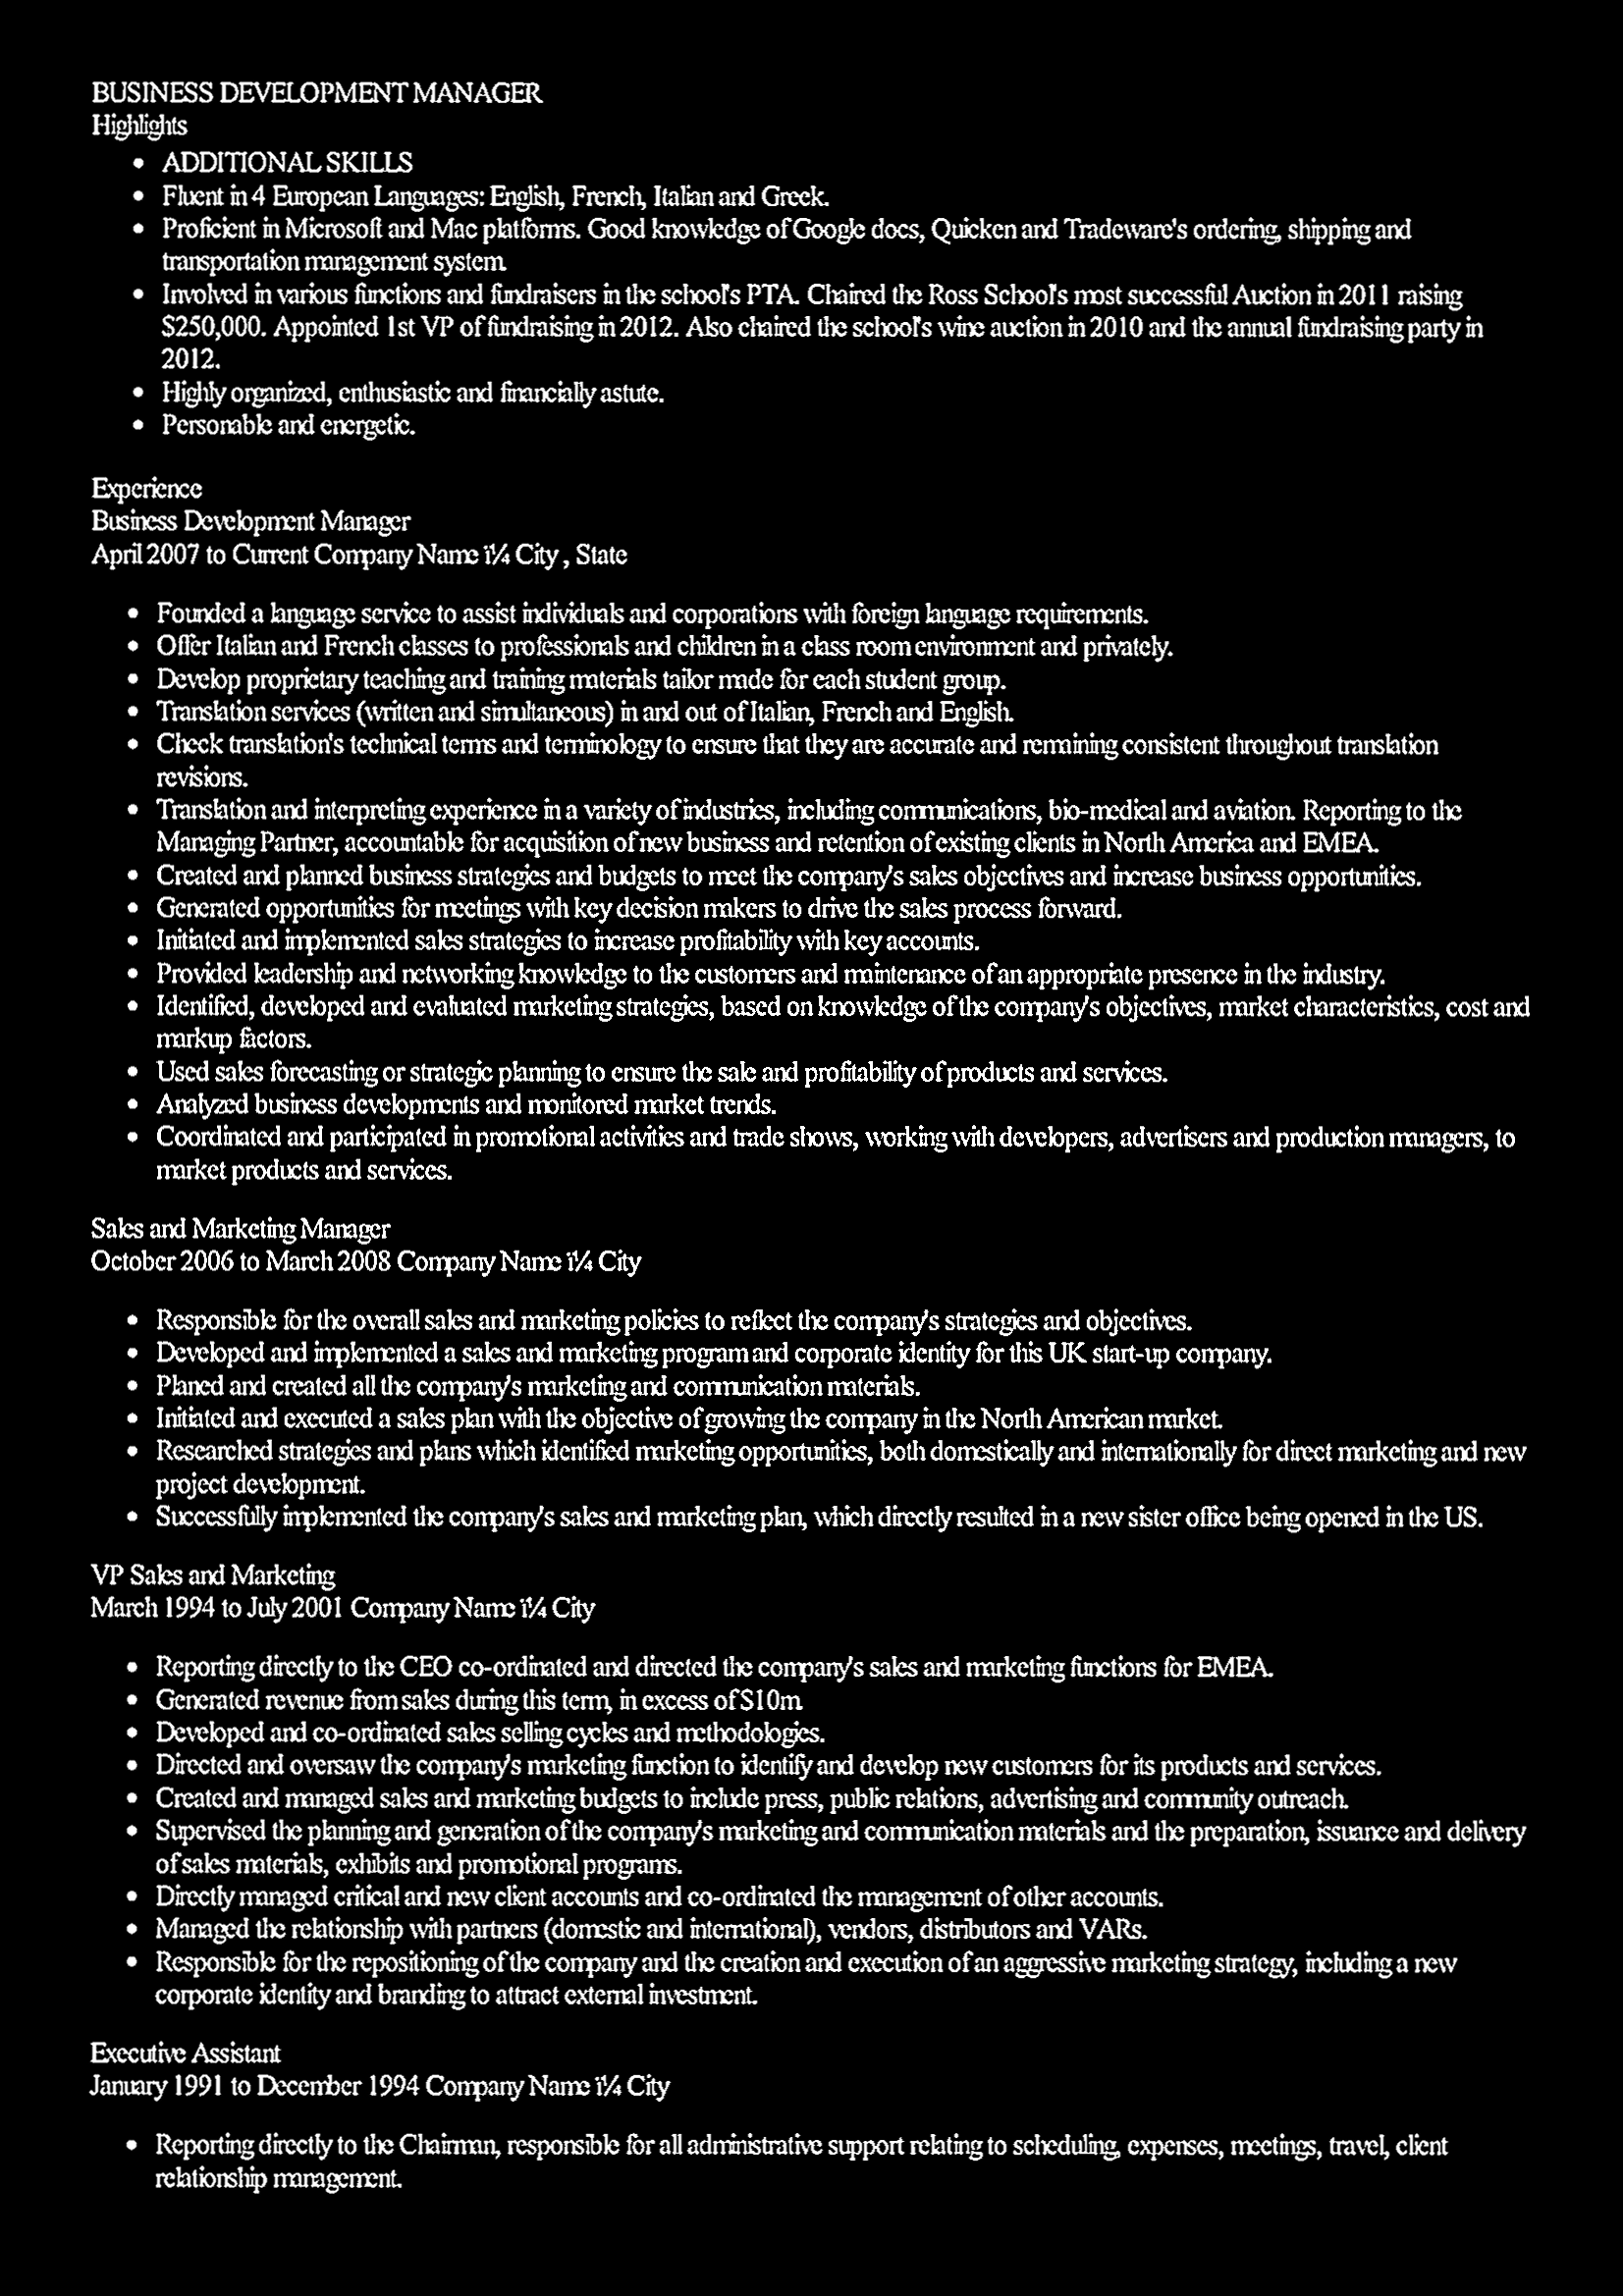 BUSINESS DEVELOPMENT MANAGER
Highlights
• ADDITIONAL SKILLS
• Fluent in 4 European Languages: English, French, Italian and Greek.
• Proficient in Microsoft and Mac platforms. Good knowledge of Google docs, Quicken and Tradeware's ordering, shipping and
transportation management system.
• Involved in various functions and fundraisers in the school's PTA. Chaired the Ross School's most successful Auction in 2011 raising
$250,000. Appointed 1st VP of fundraising in 2012. Also chaired the school's wine auction in 2010 and the annual fundraising party in
2012.
• Highly organized, enthusiastic and financially astute.
• Personable and energetic.
Experience
Business Development Manager
April 2007 to Current Company Name ï¼ City , State
• Founded a language service to assist individuals and corporations with foreign language requirements.
• Offer Italian and French classes to professionals and children in a class room environment and privately.
• Develop proprietary teaching and training materials tailor made for each student group.
• Translation services (written and simultaneous) in and out of Italian, French and English.
• Check translation's technical terms and terminology to ensure that they are accurate and remaining consistent throughout translation
revisions.
• Translation and interpreting experience in a variety of industries, including communications, bio-medical and aviation. Reporting to the
Managing Partner, accountable for acquisition of new business and retention of existing clients in North America and EMEA.
• Created and planned business strategies and budgets to meet the company's sales objectives and increase business opportunities.
• Generated opportunities for meetings with key decision makers to drive the sales process forward.
• Initiated and implemented sales strategies to increase profitability with key accounts.
• Provided leadership and networking knowledge to the customers and maintenance of an appropriate presence in the industry.
• Identified, developed and evaluated marketing strategies, based on knowledge of the company's objectives, market characteristics, cost and
markup factors.
• Used sales forecasting or strategic planning to ensure the sale and profitability of products and services.
• Analyzed business developments and monitored market trends.
• Coordinated and participated in promotional activities and trade shows, working with developers, advertisers and production managers, to
market products and services.
Sales and Marketing Manager
October 2006 to March 2008 Company Name ï¼ City
• Responsible for the overall sales and marketing policies to reflect the company's strategies and objectives.
• Developed and implemented a sales and marketing program and corporate identity for this UK start-up company.
• Planed and created all the company's marketing and communication materials.
• Initiated and executed a sales plan with the objective of growing the company in the North American market.
• Researched strategies and plans which identified marketing opportunities, both domestically and internationally for direct marketing and new
project development.
• Successfully implemented the company's sales and marketing plan, which directly resulted in a new sister office being opened in the US.
VP Sales and Marketing
March 1994 to July 2001 Company Name ï¼ City
• Reporting directly to the CEO co-ordinated and directed the company's sales and marketing functions for EMEA.
• Generated revenue from sales during this term, in excess of $10m.
• Developed and co-ordinated sales selling cycles and methodologies.
• Directed and oversaw the company's marketing function to identify and develop new customers for its products and services.
• Created and managed sales and marketing budgets to include press, public relations, advertising and community outreach.
• Supervised the planning and generation of the company's marketing and communication materials and the preparation, issuance and delivery
of sales materials, exhibits and promotional programs.
• Directly managed critical and new client accounts and co-ordinated the management of other accounts.
• Managed the relationship with partners (domestic and international), vendors, distributors and VARs.
• Responsible for the repositioning of the company and the creation and execution of an aggressive marketing strategy, including a new
corporate identity and branding to attract external investment.
Executive Assistant
January 1991 to December 1994 Company Name ï¼ City
• Reporting directly to the Chairman, responsible for all administrative support relating to scheduling, expenses, meetings, travel, client
relationship management.